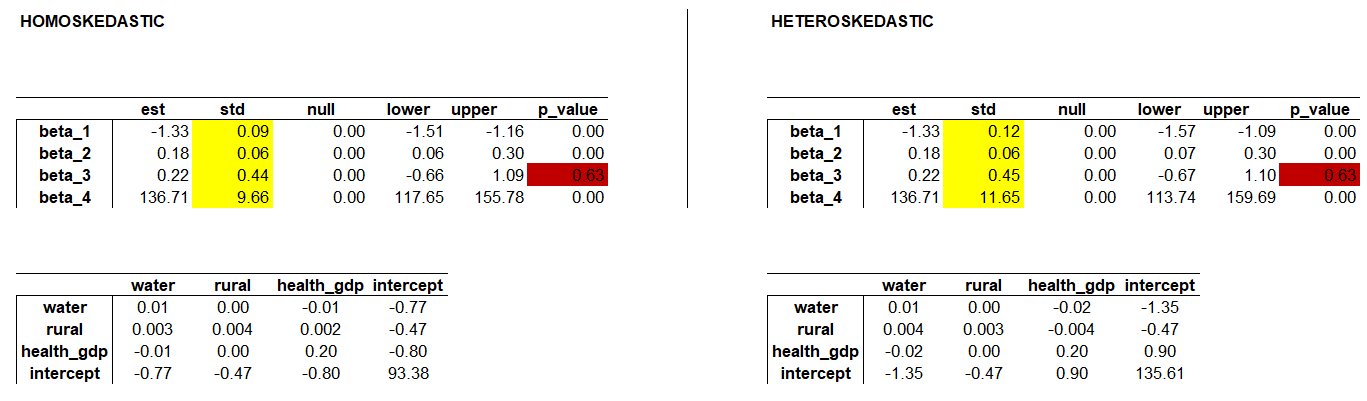 HOMOSKEDASTIC
est std null lower upper p_value
beta_1 -1.33 0.09 0.00 -1.51 -1.16 0.00
beta_2 0.18 0.06 0.00 0.06 0.30 0.00
beta_3 0.22 0.44 0.00 -0.66 1.09 0.63
beta_4 136.71 9.66 0.00 117.65 155.78 0.00
water rural health_gdp intercept
water 0.01 0.00 -0.01 -0.77
rural 0.003 0.004 0.002 -0.47
health_gdp -0.01 0.00 0.20 -0.80
intercept -0.77 -0.47 -0.80 93.38
HETEROSKEDASTIC
est std null lower upper p_value
beta_1 -1.33 0.12 0.00 -1.57 -1.09 0.00
beta_2 0.18 0.06 0.00 0.07 0.30 0.00
beta_3 0.22 0.45 0.00 -0.67 1.10 0.63
beta_4 136.71 11.65 0.00 113.74 159.69 0.00
water rural health_gdp intercept
water 0.01 0.00 -0.02 -1.35
rural 0.004 0.003 -0.004 -0.47
health_gdp -0.02 0.00 0.20 0.90
intercept -1.35 -0.47 0.90 135.61